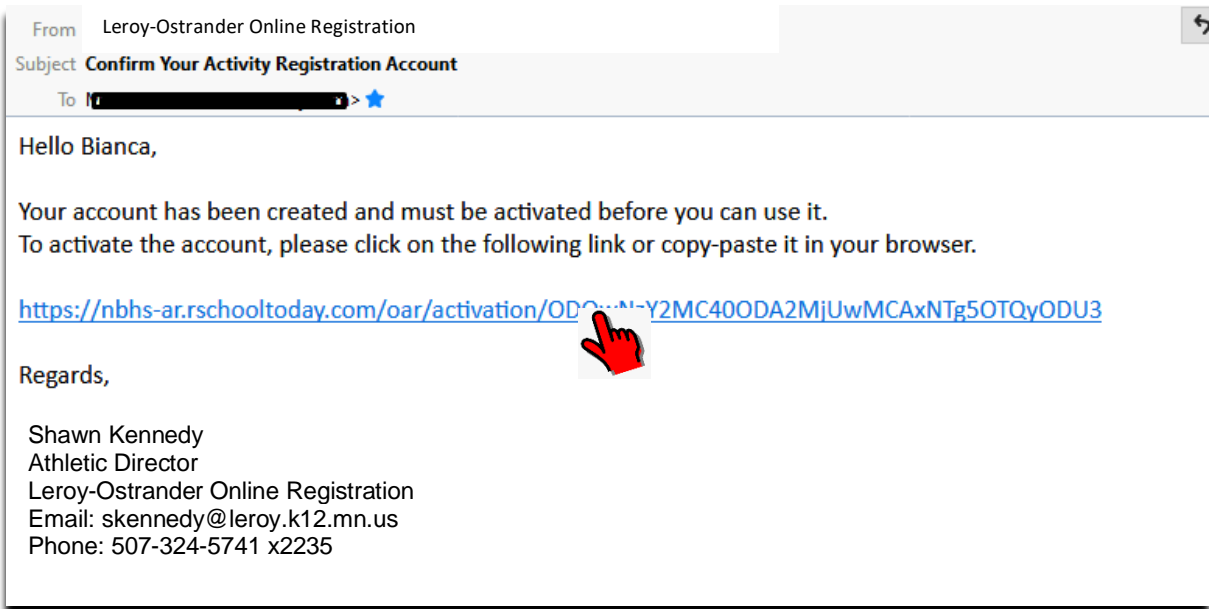 From Leroy-Ostrander Online Registration
Subject Confirm Your Activity Registration Account
To
Hello Bianca,
Your account has been created and must be activated before you can use it.
To activate the account, please click on the following link or copy-paste it in your browser.
Regards,
Shawn Kennedy
Athletic Director
Leroy-Ostrander Online Registration
Email: skennedy@leroy.k12.mn.us
Phone: 507-324-5741 x2235